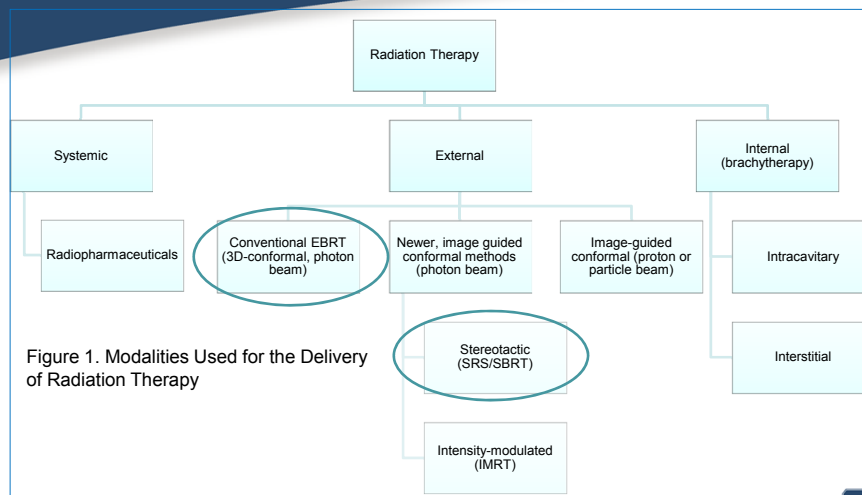 Radiation Therapy
Systemic
External
Internal
(brachytherapy)
Radiopharmaceuticals
Conventional EBRT
(3D-conformal, photon
beam)
Newer, image guided
conformal methods
(photon beam)
Image-guided
conformal (proton or
particle beam)
Intracavitary
Stereotactic
(SRS/SBRT)
Interstitial
Figure 1. Modalities Used for the Delivery
of Radiation Therapy
Intensity-modulated
(IMRT)